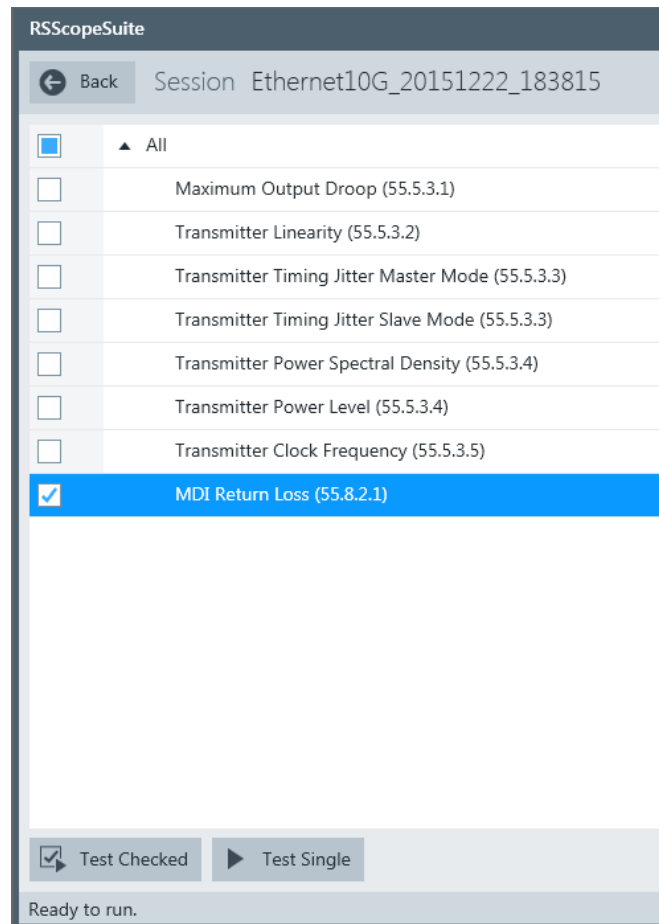 RSScopeSuite
Back Session Ethernet10G_20151222_183815
All
Maximum Output Droop (55.5.3.1)
Transmitter Linearity (55.5.3.2)
Transmitter Timing Jitter Master Mode (55.5.3.3)
Transmitter Timing Jitter Slave Mode (55.5.3.3)
Transmitter Power Spectral Density (55.5.3.4)
Transmitter Power Level (55.5.3.4)
Transmitter Clock Frequency (55.5.3.5)
MDI Return Loss (55.8.2.1)
Test Checked Test Single
Ready to run.